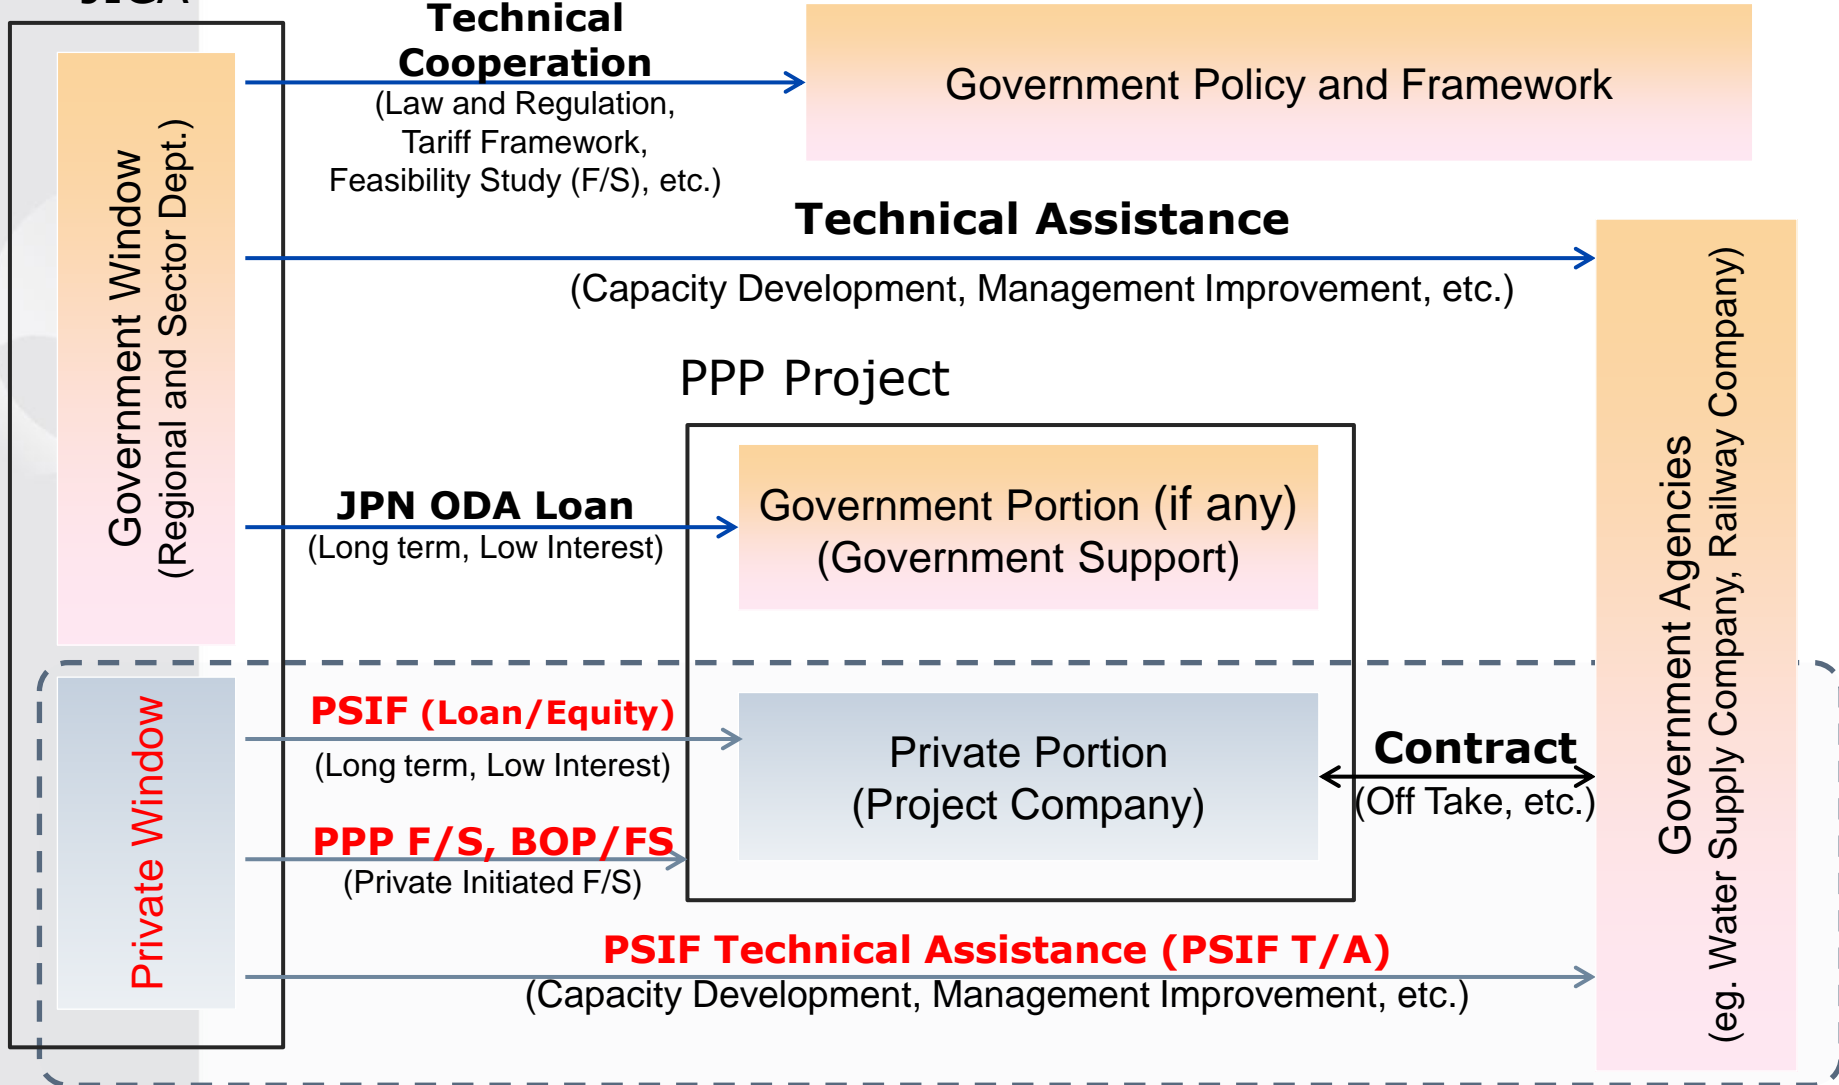 JICA
Technical
Cooperation
(Law and Regulation,
Tariff Framework,
Feasibility Study (F/S), etc.)
Government Policy and Framework
Government Window
(Regional and Sector Dept.)
Technical Assistance
(Capacity Development, Management Improvement, etc.)
PPP Project
JPN ODA Loan
(Long term, Low Interest)
Government Portion (if any)
(Government Support)
Government Agencies
(eg. Water Supply Company, Railway Company)
Private Window
PSIF (Loan/Equity)
(Long term, Low Interest)
Private Portion
(Project Company)
Contract
(Off Take, etc.)
PPP F/S, BOP/FS
(Private Initiated F/S)
PSIF Technical Assistance (PSIF T/A)
(Capacity Development, Management Improvement, etc.)